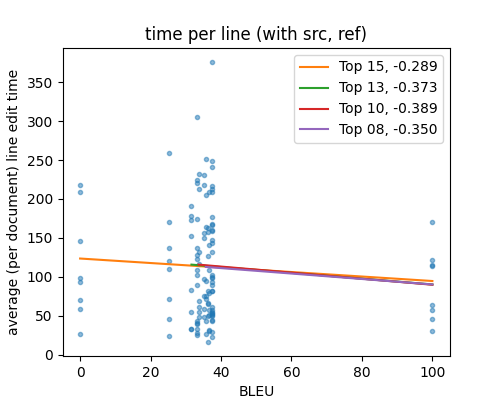 time per line (with src, ref)
average (per document) line edit time
350
300
250
200
150
100
50
0
Top 15, -0.289
Top 13, -0.373
Top 10, -0.389
Top 08, -0.350
0 20 40 60 80 100
BLEU